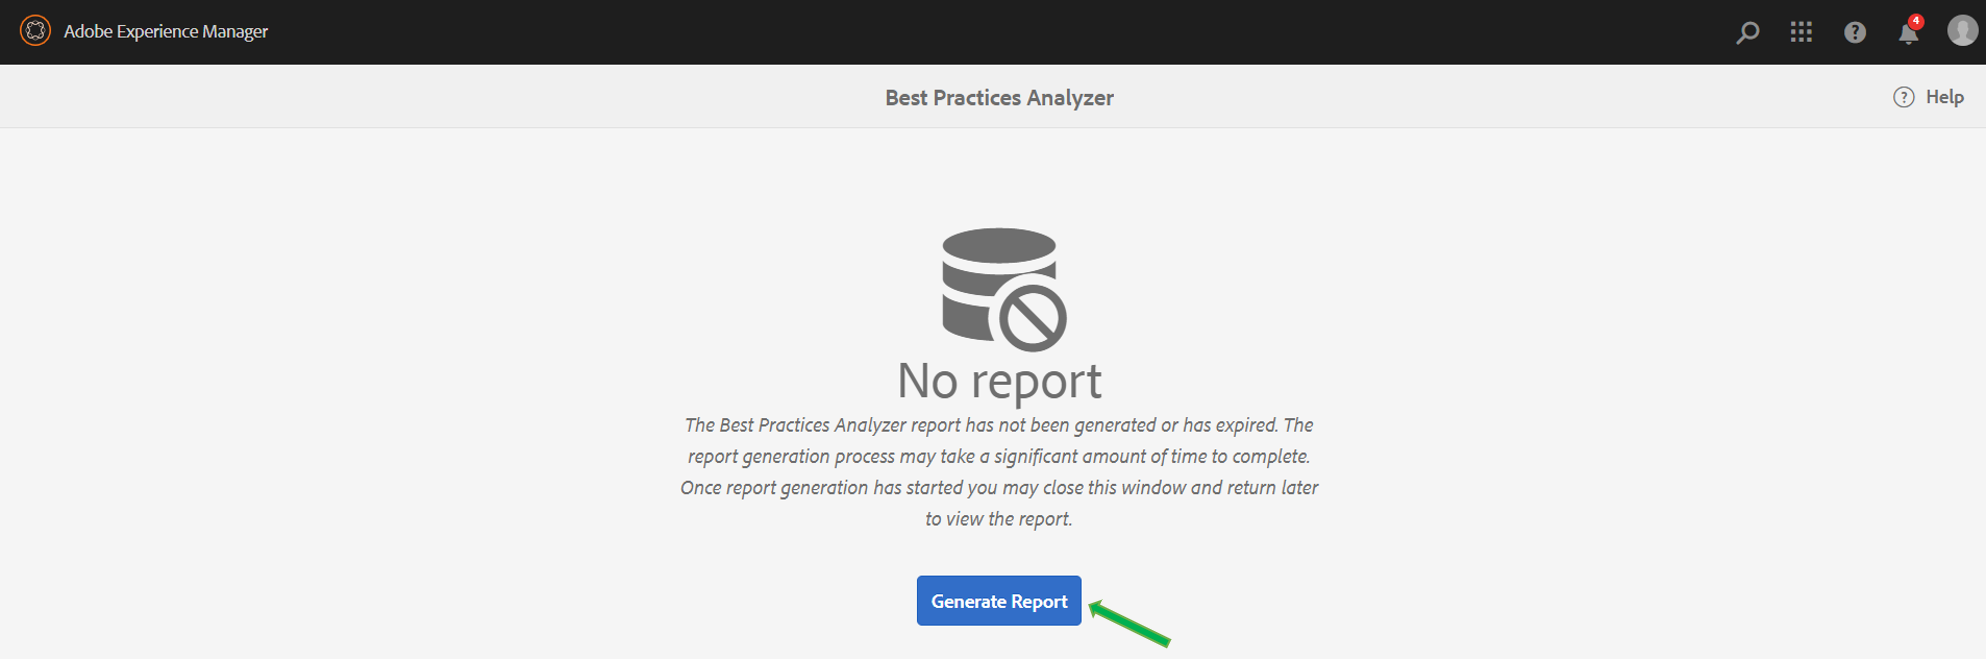 Adobe Experience Manager
4
Best Practices Analyzer
? Help
No report
The Best Practices Analyzer report has not been generated or has expired. The
report generation process may take a significant amount of time to complete.
Once report generation has started you may close this window and return later
to view the report.
Generate Report